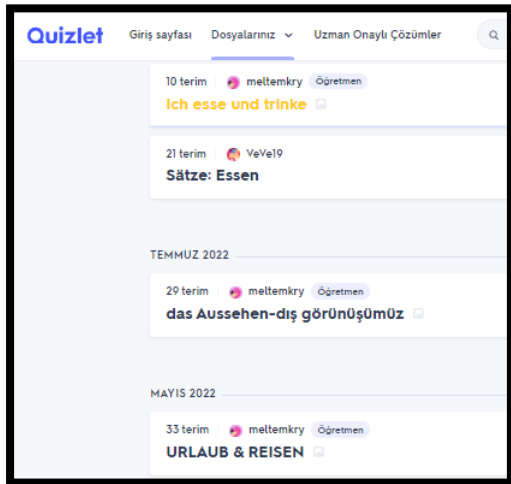 Quizlet Giriş sayfası Dosyalarınız Uzman Onaylı Çözümler
10 terim meltemkry Öğretmen
Ich esse und trinke
21 terim VeVe19
Sätze: Essen
TEMMUZ 2022
29 terim meltemkry Öğretmen
das Aussehen-dış görünüşümüz
MAYIS 2022
33 terim meltemkry Öğretmen
URLAUB & REISEN